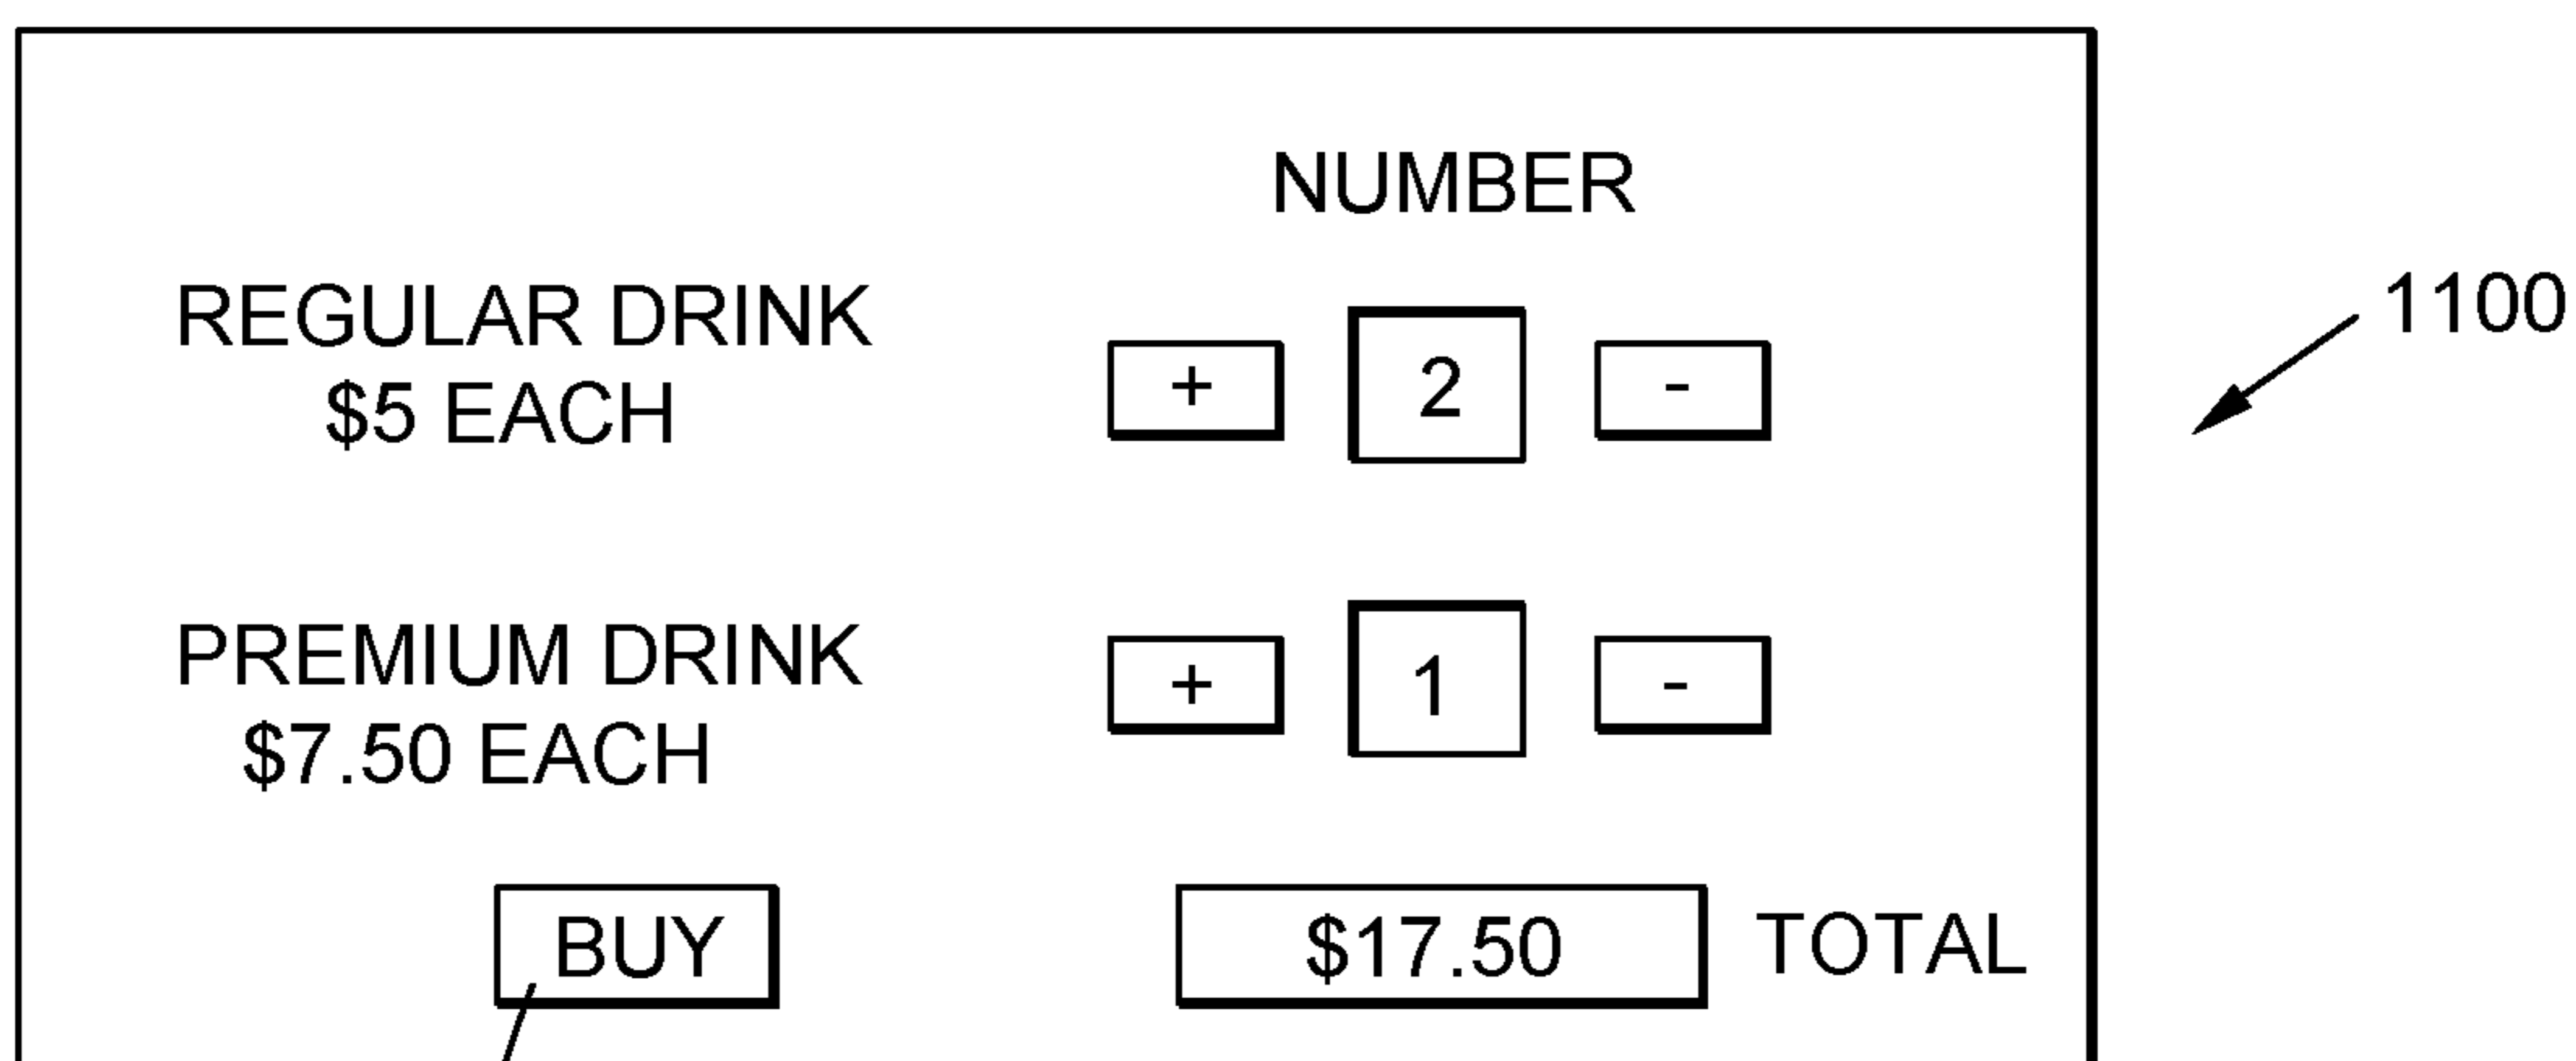 NUMBER
REGULAR DRINK
$5 EACH
+ 2 -
1100
PREMIUM DRINK
$7.50 EACH
+ 1 -
BUY
$17.50 TOTAL